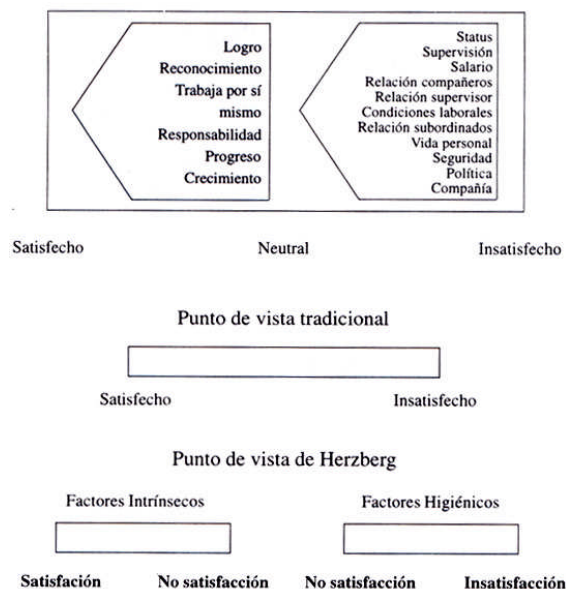 Logro
Reconocimiento
Trabaja por sí
mismo
Responsabilidad
Progreso
Crecimiento
Status
Supervisión
Salario
Relación compañeros
Relación supervisor
Condiciones laborales
Relación subordinados
Vida personal
Seguridad
Política
Compañía
Satisfecho Neutral Insatisfecho
Punto de vista tradicional
Satisfecho Insatisfecho
Punto de vista de Herzberg
Factores Intrínsecos Factores Higiénicos
Satisfación No satisfacción No satisfacción Insatisfacción